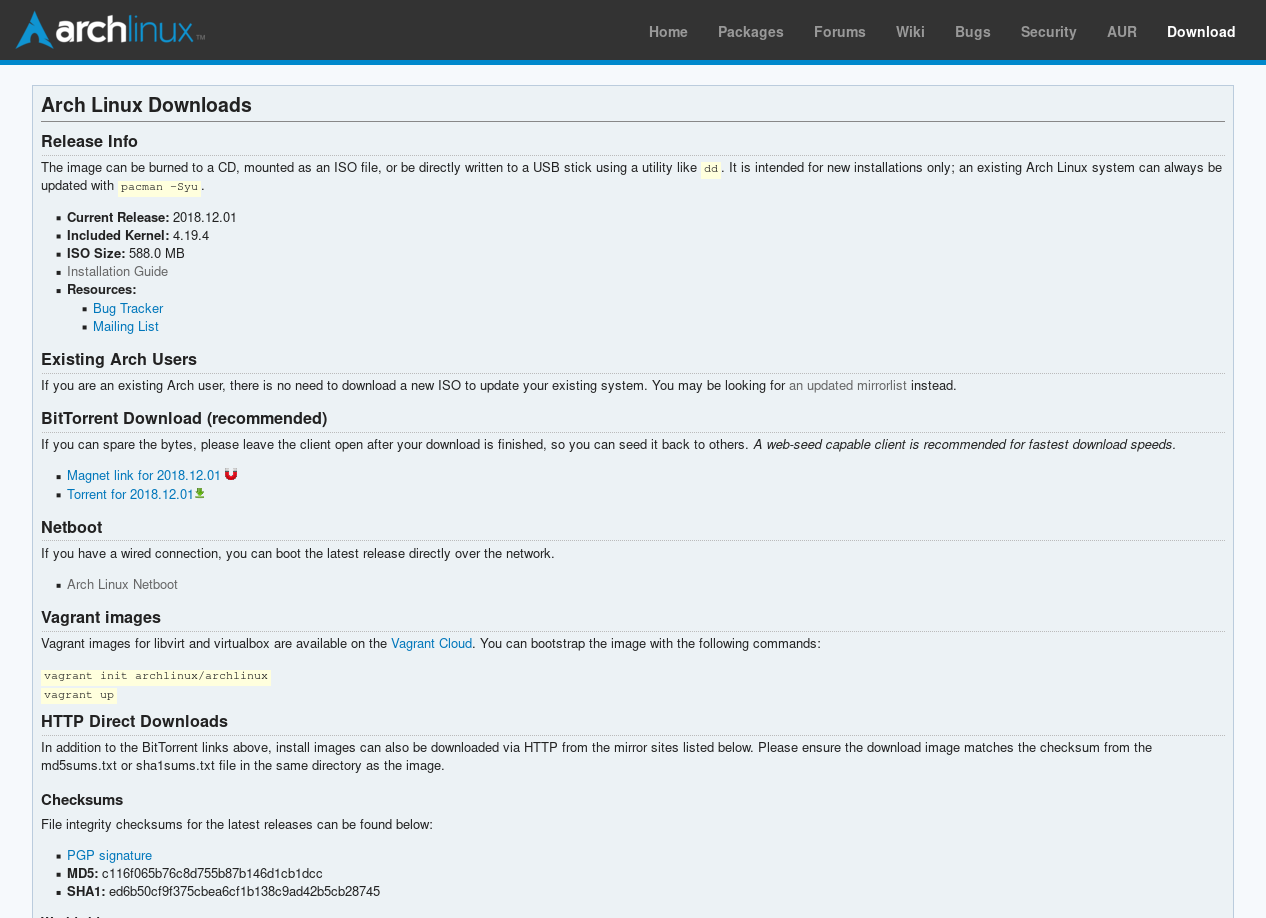 archlinux™
Home Packages Forums Wiki Bugs Security AUR Download
Arch Linux Downloads
Release Info
The image can be burned to a CD, mounted as an ISO file, or be directly written to a USB stick using a utility like dd. It is intended for new installations only; an existing Arch Linux system can always be
updated with pacman -Syu.
Current Release: 2018.12.01
Included Kernel: 4.19.4
ISO Size: 588.0 MB
Installation Guide
Resources:
Bug Tracker
Mailing List
Existing Arch Users
If you are an existing Arch user, there is no need to download a new ISO to update your existing system. You may be looking for an updated mirrorlist instead.
BitTorrent Download (recommended)
If you can spare the bytes, please leave the client open after your download is finished, so you can seed it back to others. A web-seed capable client is recommended for fastest download speeds.
Magnet link for 2018.12.01
Torrent for 2018.12.01
Netboot
If you have a wired connection, you can boot the latest release directly over the network.
Arch Linux Netboot
Vagrant images
Vagrant images for libvirt and virtualbox are available on the Vagrant Cloud. You can bootstrap the image with the following commands:
vagrant init archlinux/archlinux
vagrant up
HTTP Direct Downloads
In addition to the BitTorrent links above, install images can also be downloaded via HTTP from the mirror sites listed below. Please ensure the download image matches the checksum from the
md5sums.txt or sha1sums.txt file in the same directory as the image.
Checksums
File integrity checksums for the latest releases can be found below:
PGP signature
MD5: c116f065b76c8d755b87b146d1cb1dcc
SHA1: ed6b50cf9f375cbea6cf1b138c9ad42b5cb28745